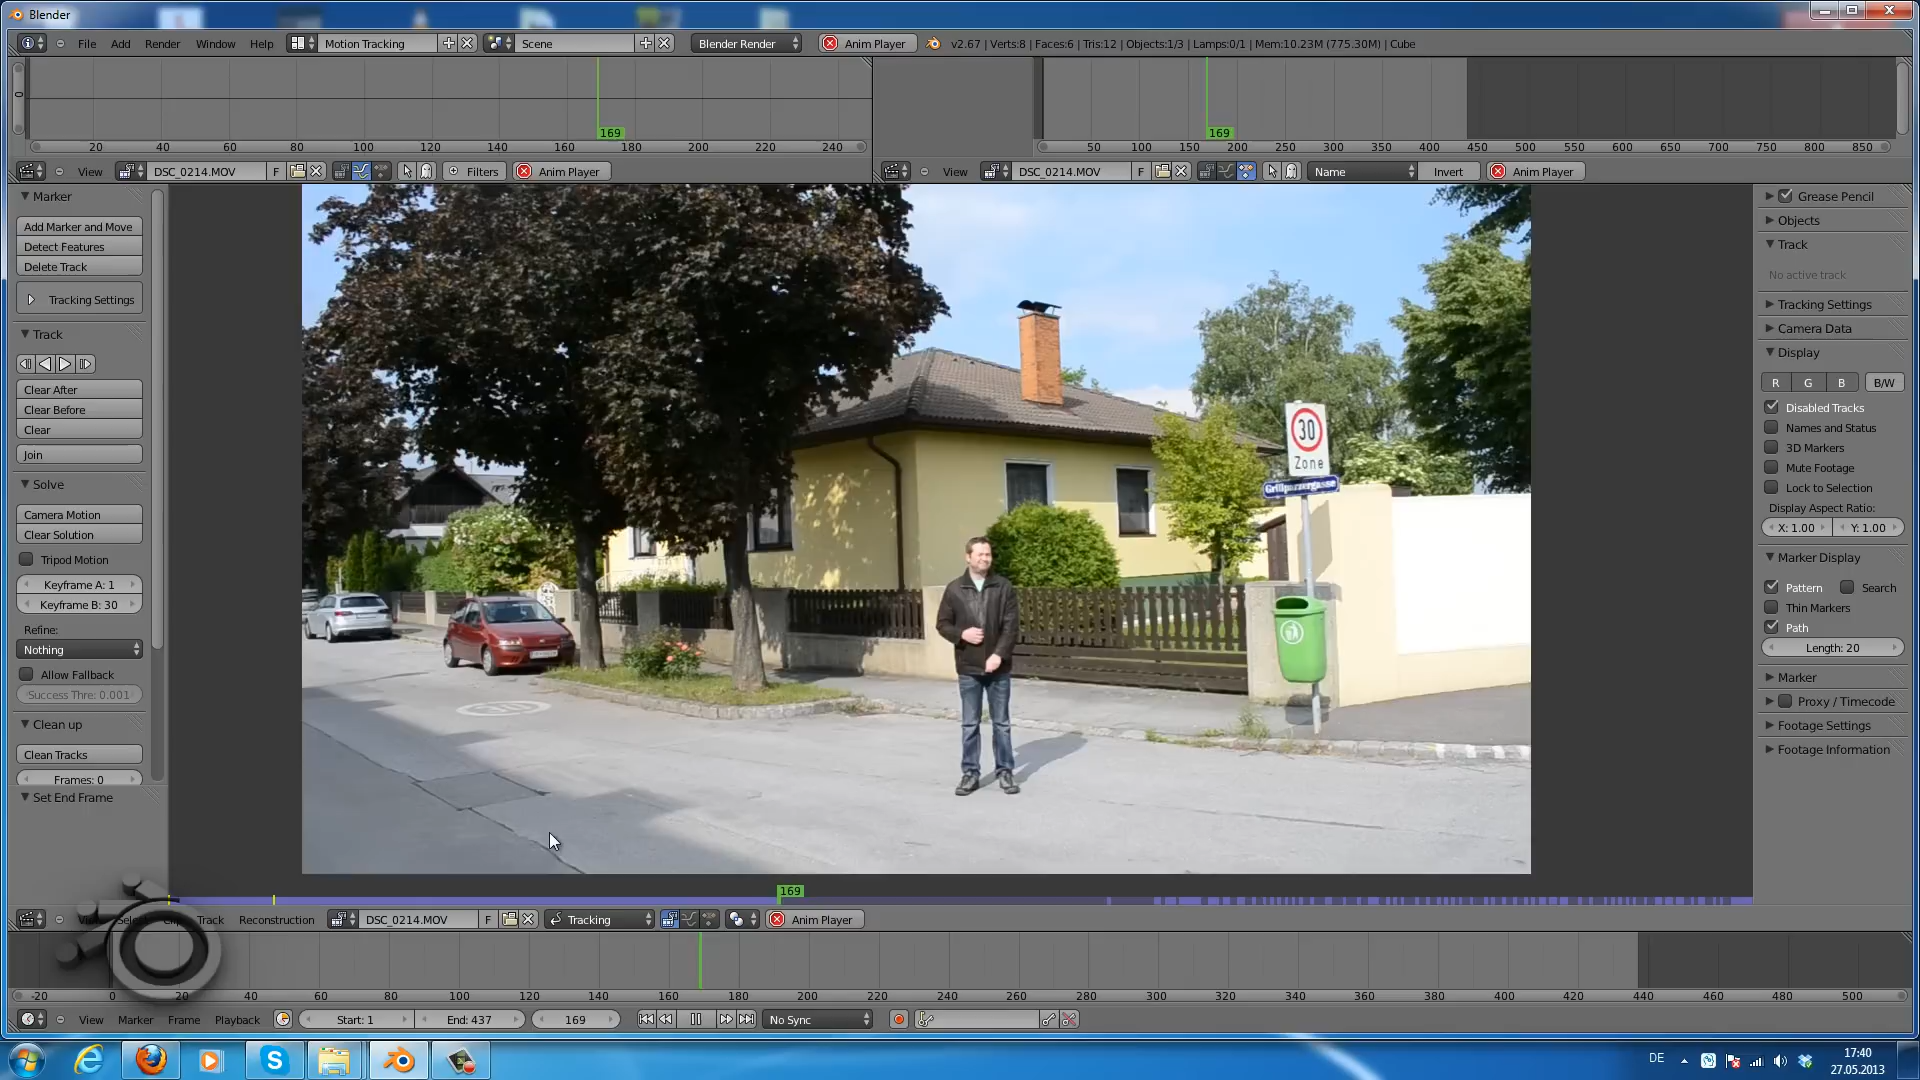 Blender
File Add Render Window Help Motion Tracking Scene Blender Render Anim Player v2.67 | Verts:8 | Faces:6 | Tris:12 | Objects:1/3 | Lamps:0/1 | Mem:10.23M (775.30M) | Cube
0
169
20 40 60 80 100 120 140 160 180 200 220 240
View DSC_0214.MOV F Filters Anim Player
169
50 100 150 200 250 300 350 400 450 500 550 600 650 700 750 800 850
View DSC_0214.MOV F Name Invert Anim Player
Marker
Add Marker and Move
Detect Features
Delete Track
Tracking Settings
Track
Clear After
Clear Before
Clear
Join
Solve
Camera Motion
Clear Solution
Tripod Motion
Keyframe A: 1
Keyframe B: 30
Refine:
Nothing
Allow Fallback
Success Thre: 0.001
Clean up
Clean Tracks
Frames: 0
Set End Frame
30
Zone
Grillparzergasse
30
Grease Pencil
Objects
Track
No active track
Tracking Settings
Camera Data
Display
R G B B/W
Disabled Tracks
Names and Status
3D Markers
Mute Footage
Lock to Selection
Display Aspect Ratio:
X: 1.00 Y: 1.00
Marker Display
Pattern Search
Thin Markers
Path
Length: 20
Marker
Proxy / Timecode
Footage Settings
Footage Information
169
View Select Clip Track Reconstruction DSC_0214.MOV F Tracking Anim Player
-20 0 20 40 60 80 100 120 140 160 180 200 220 240 260 280 300 320 340 360 380 400 420 440 460 480 500
View Marker Frame Playback Start: 1 End: 437 169 No Sync
DE 17:40
27.05.2013